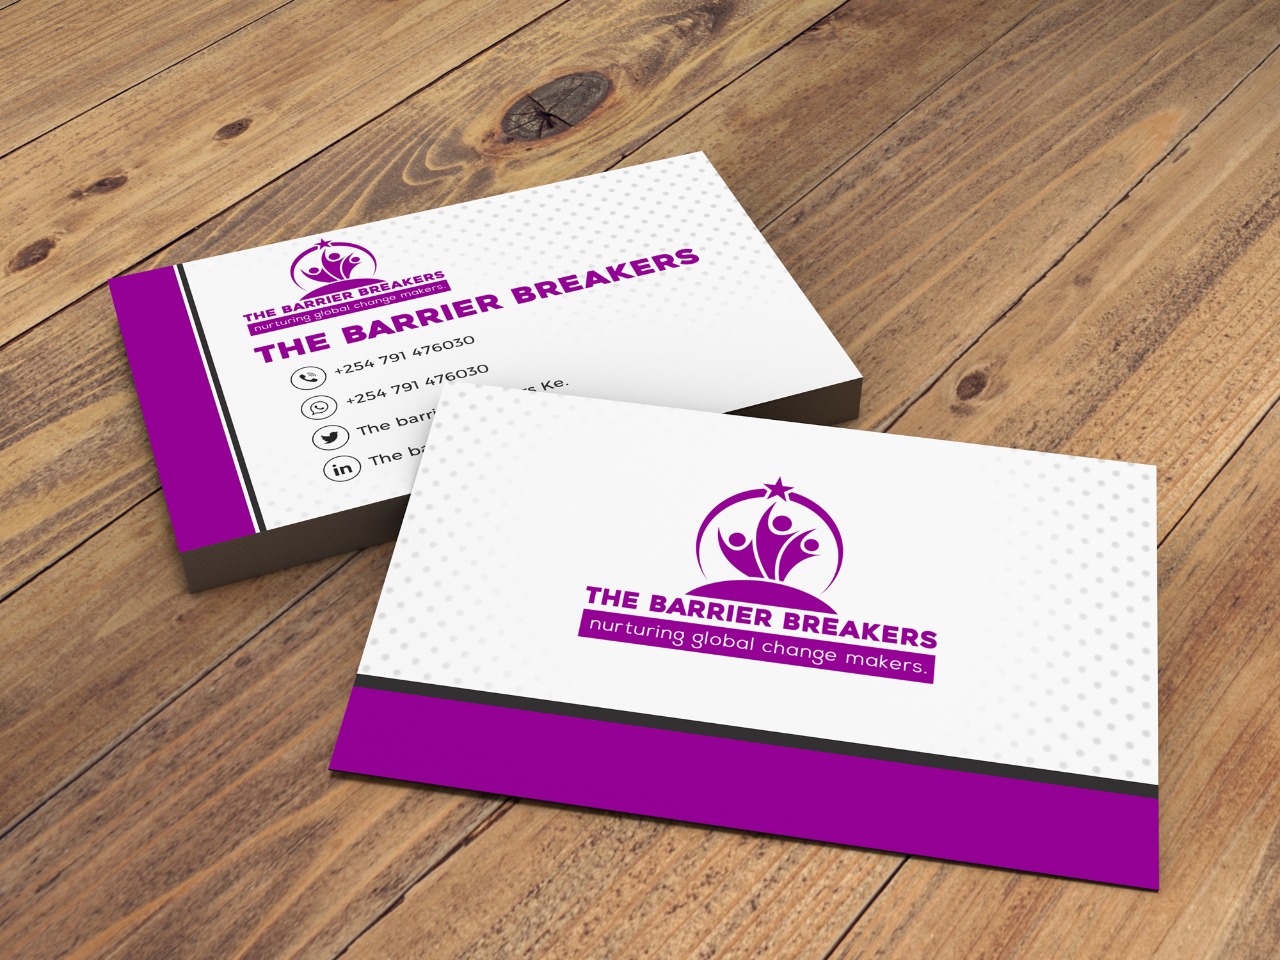 THE BARRIER BREAKERS
nurturing global change makers.
THE BARRIER BREAKERS
+254 791 476030
+254 791 476030
The Ke.
The
THE BARRIER BREAKERS
nurturing global change makers.